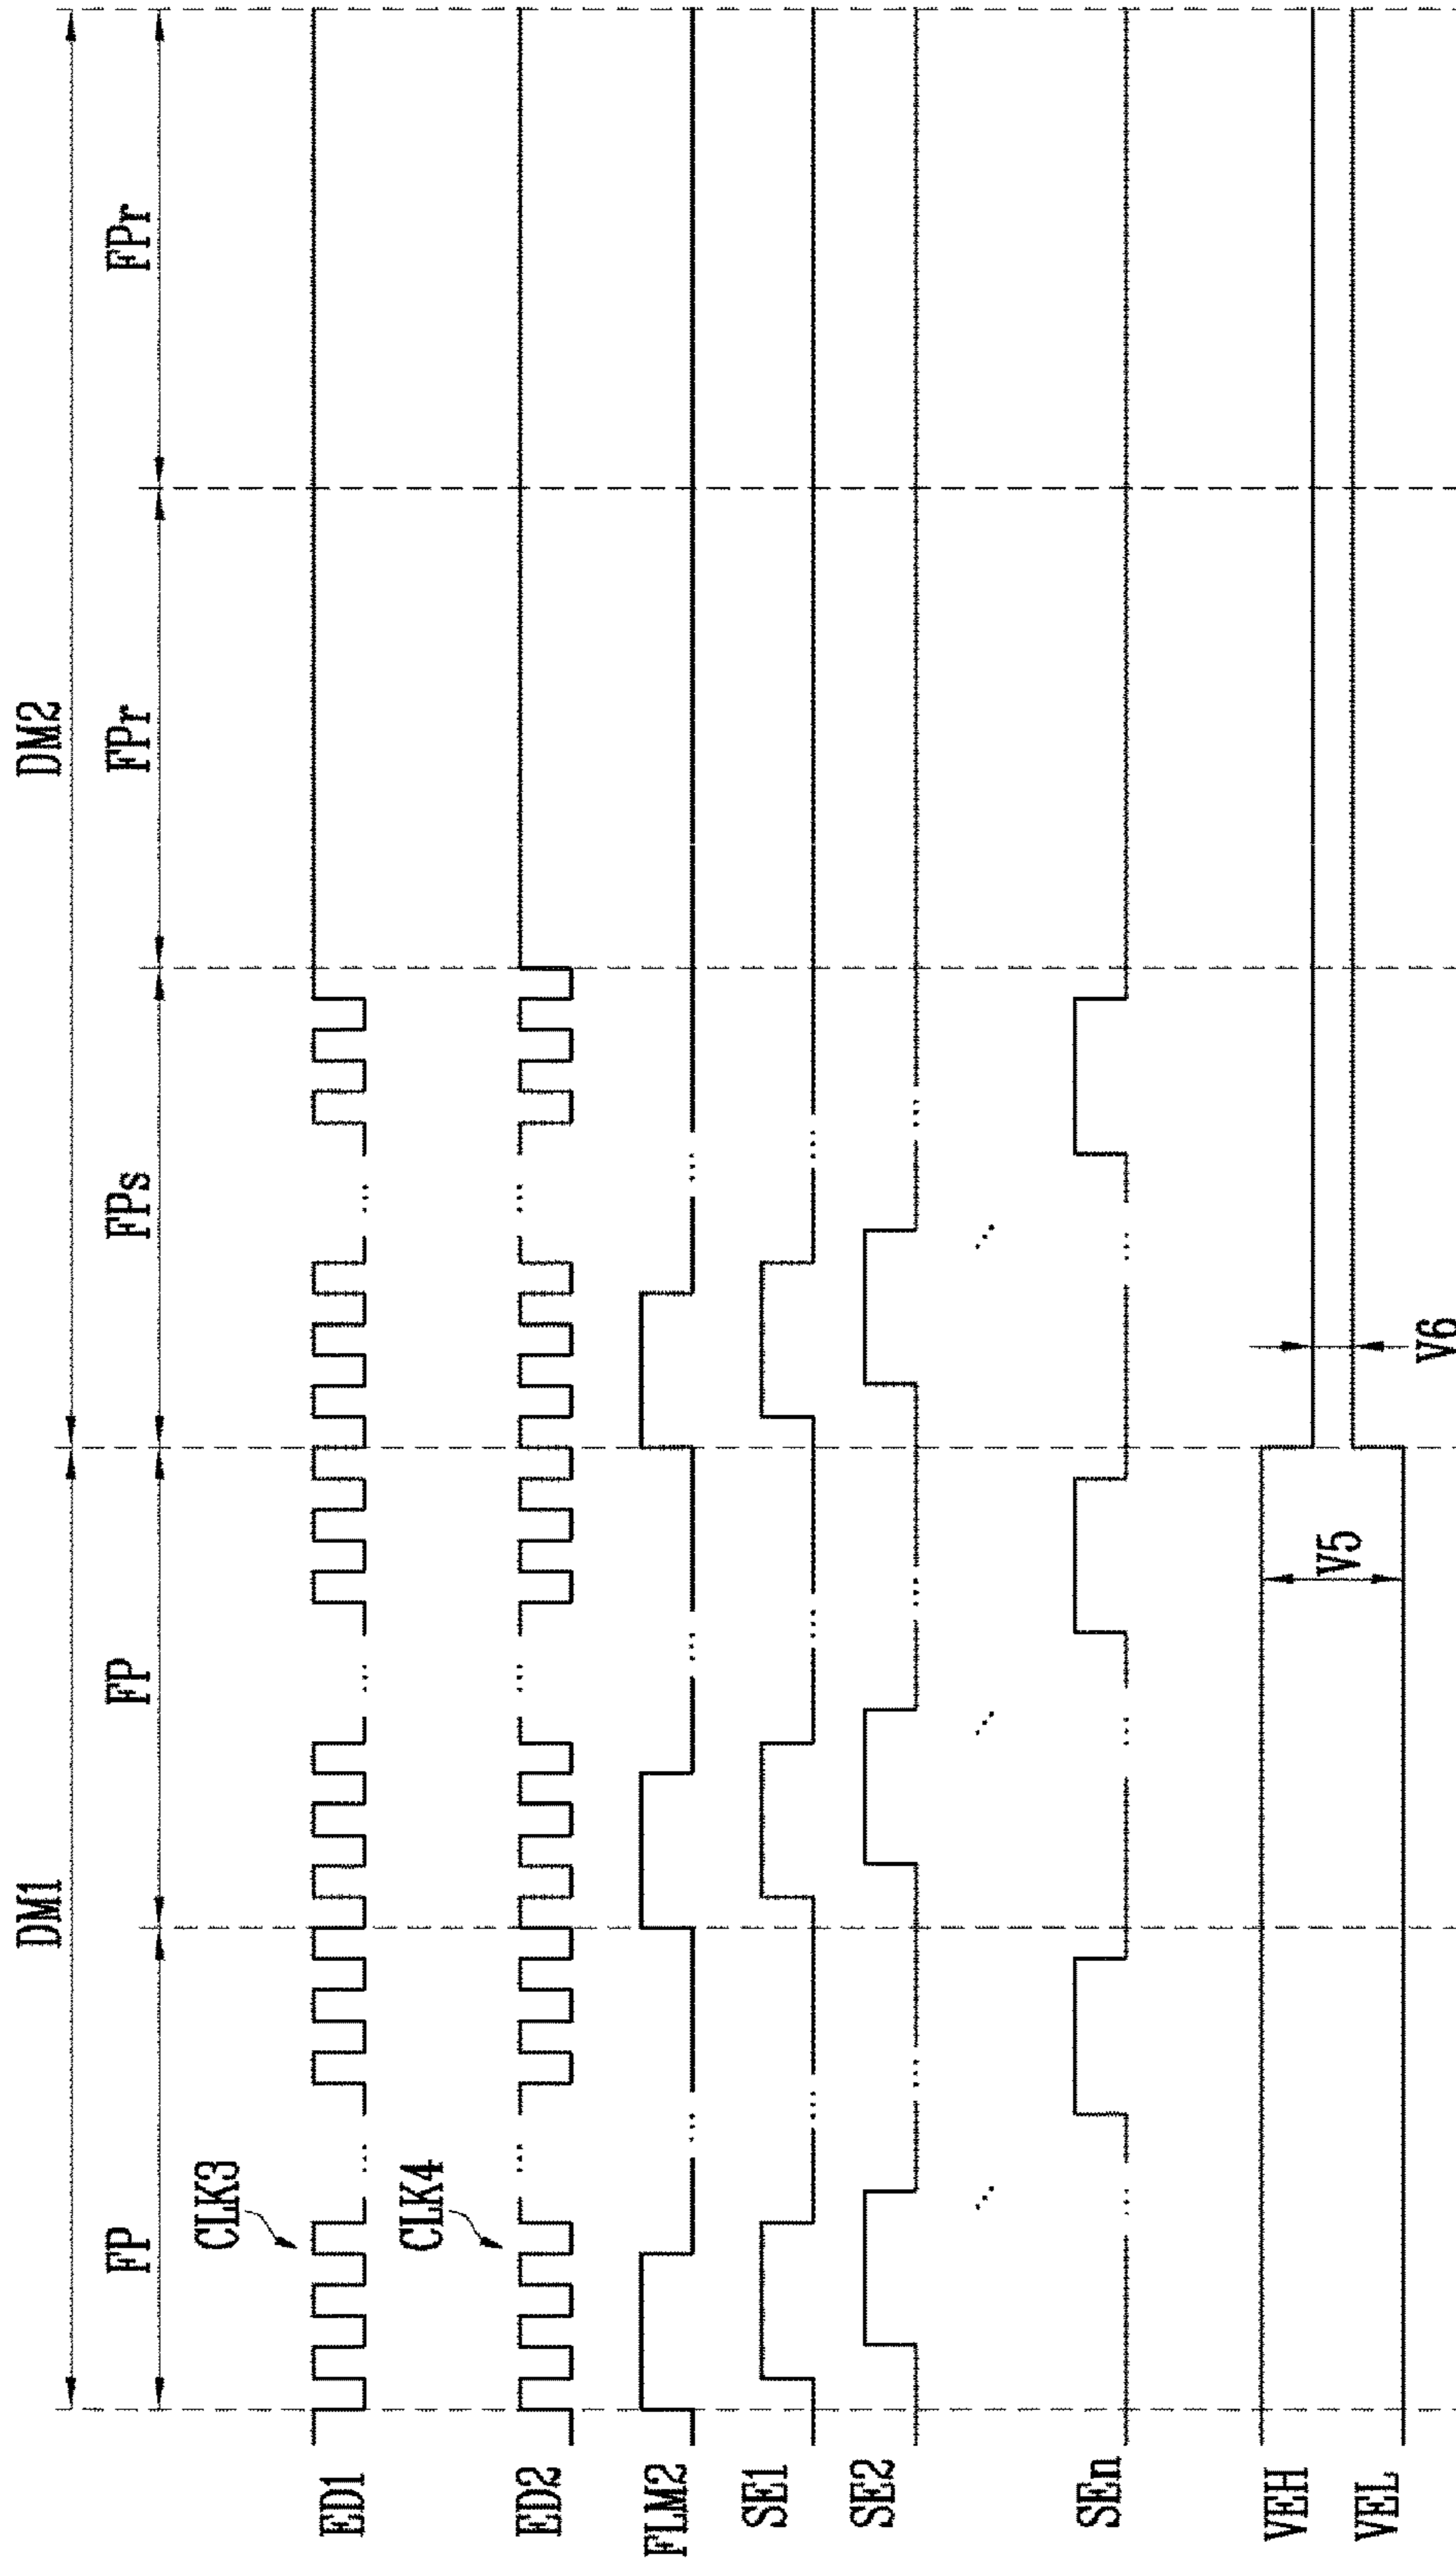 DM1
DM2
FP
FP
FPs
FPr
FPr
CLK3
ED1
CLK4
ED2
FLM2
SE1
SE2
SEn
VEH
V5
V6
VEL